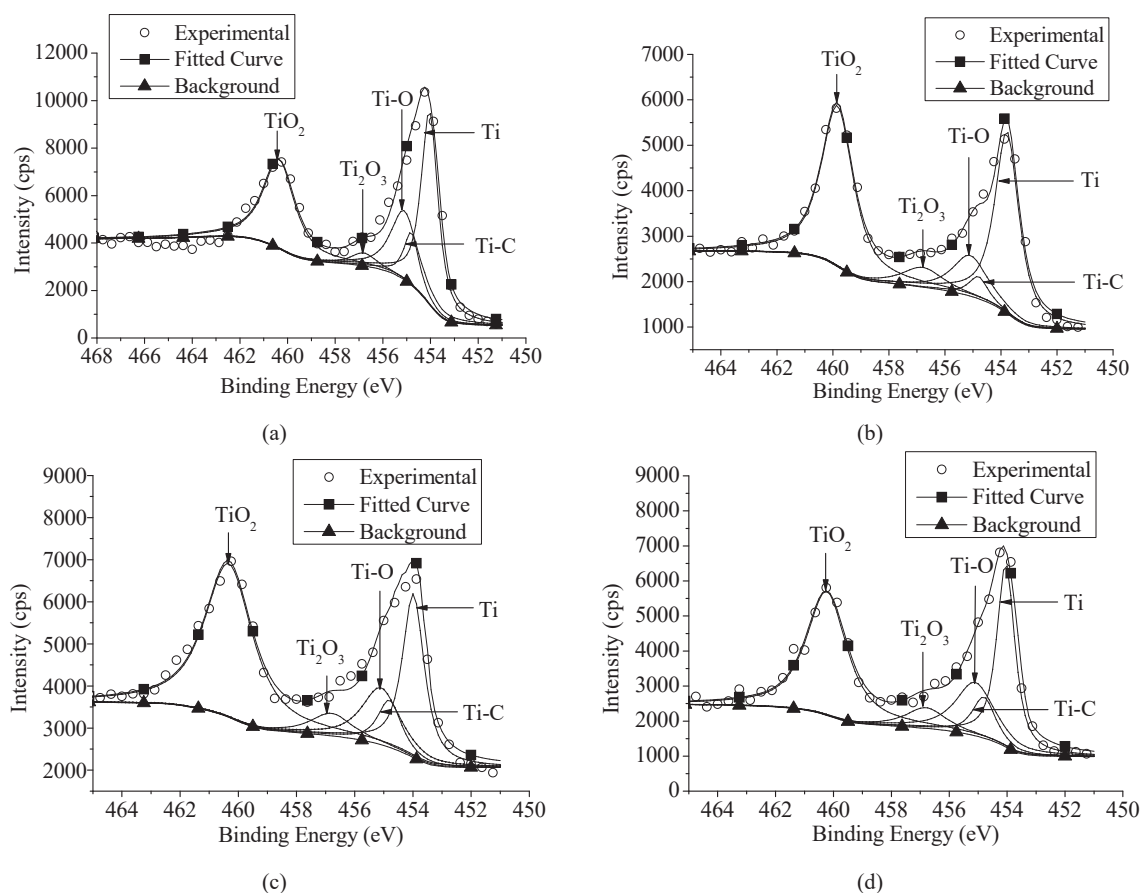 Experimental
Fitted Curve
Background
12000
10000
8000
6000
4000
2000
0
Intensity (cps)
TiO2
Ti2O3
Ti-O
Ti
Ti-C
468 466 464 462 460 458 456 454 452 450
Binding Energy (eV)
(a)
Experimental
Fitted Curve
Background
7000
6000
5000
4000
3000
2000
1000
Intensity (cps)
TiO2
Ti2O3
Ti-O
Ti
Ti-C
464 462 460 458 456 454 452 450
Binding Energy (eV)
(b)
Experimental
Fitted Curve
Background
9000
8000
7000
6000
5000
4000
3000
2000
Intensity (cps)
TiO2
Ti2O3
Ti-O
Ti
Ti-C
464 462 460 458 456 454 452 450
Binding Energy (eV)
(c)
Experimental
Fitted Curve
Background
9000
8000
7000
6000
5000
4000
3000
2000
1000
0
Intensity (cps)
TiO2
Ti2O3
Ti-O
Ti
Ti-C
464 462 460 458 456 454 452 450
Binding Energy (eV)
(d)